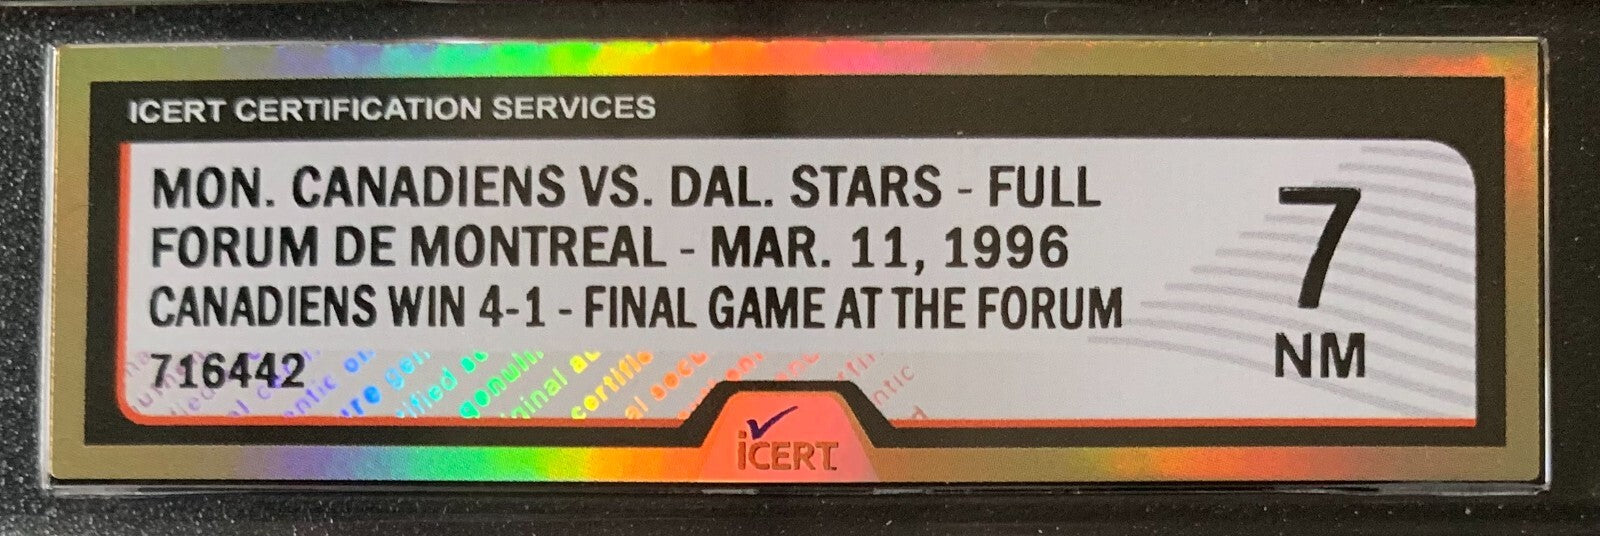 ICERT CERTIFICATION SERVICES
MON. CANADIENS VS. DAL. STARS - FULL
FORUM DE MONTREAL - MAR. 11, 1996
CANADIENS WIN 4-1 - FINAL GAME AT THE FORUM
716442
7
NM
iCERT